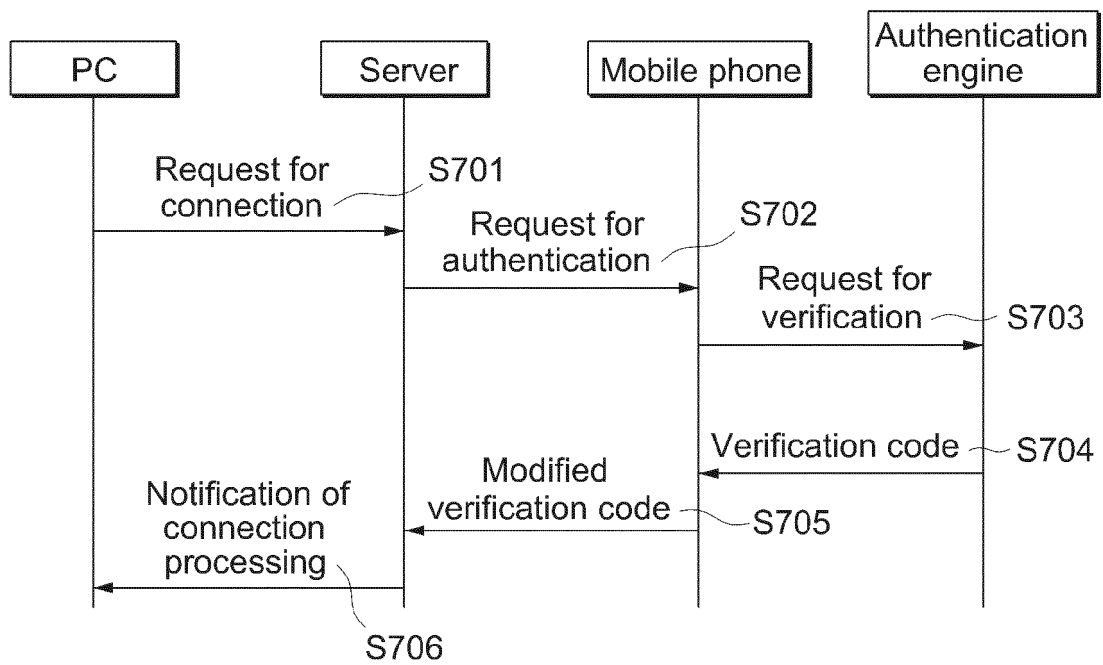 PC
Server
Mobile phone
Authentication
engine
Request for
connection
S701
Request for
authentication
S702
Request for
verification
S703
Verification code
S704
Modified
verification code
S705
Notification of
connection
processing
S706